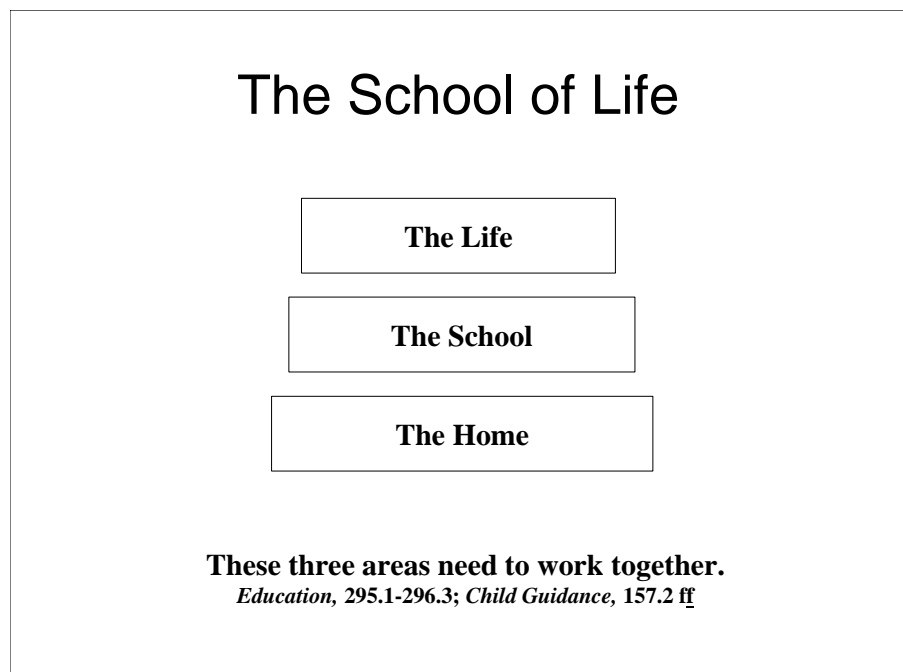 The School of Life
The Life
The School
The Home
These three areas need to work together.
Education, 295.1-296.3; Child Guidance, 157.2 ff